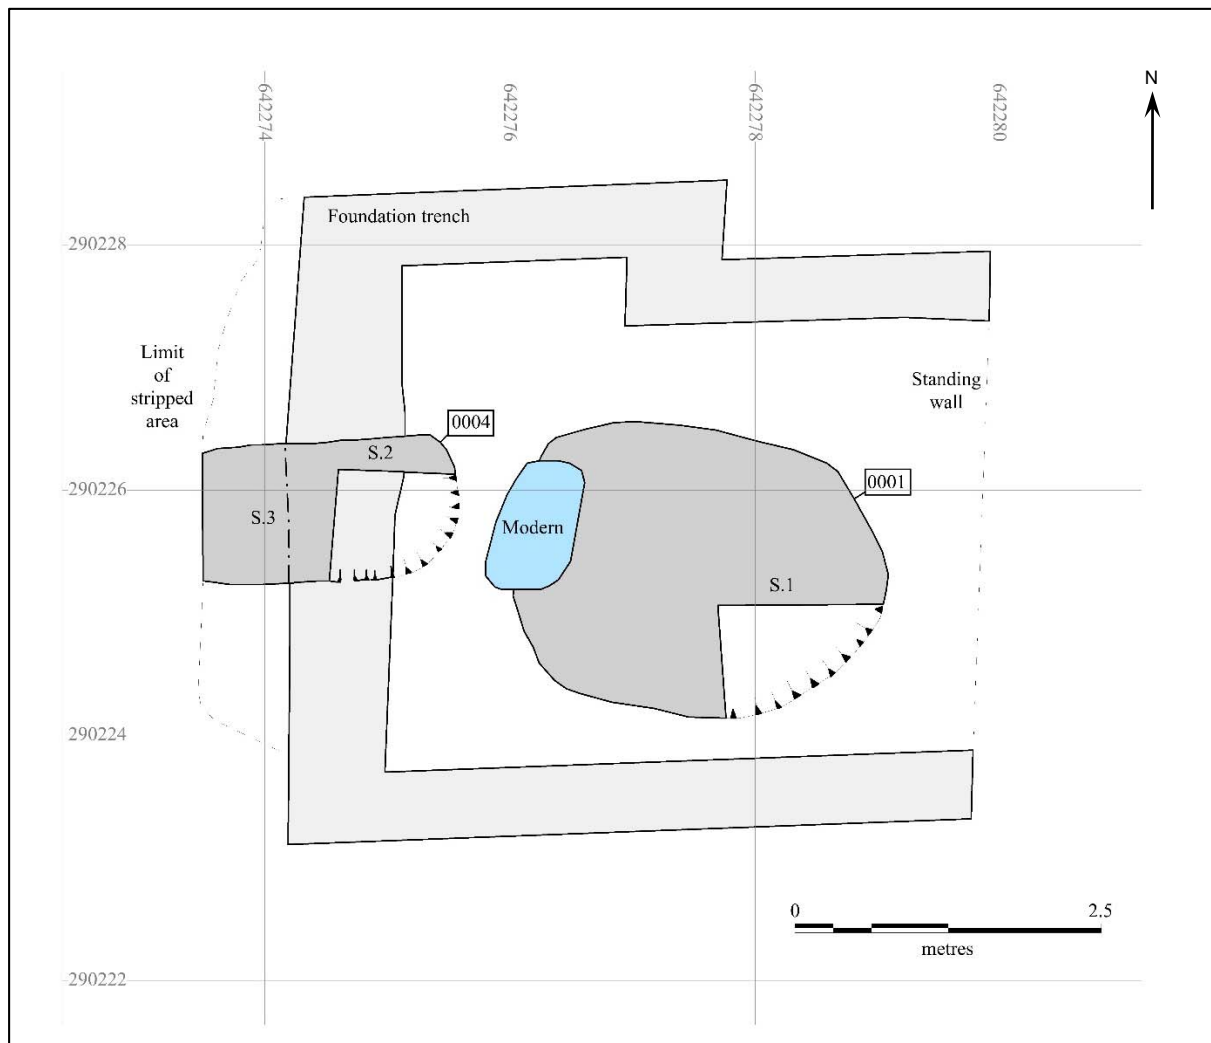 N
642274
642276
642278
642280
Foundation trench
290228
Limit
of
stripped
area
Standing
wall
0004
S.2
0001
290226
S.3
Modern
S.1
290224
0
2.5
metres
290222